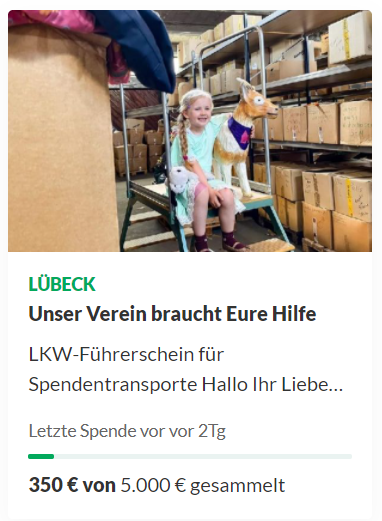 LÜBECK
Unser Verein braucht Eure Hilfe
LKW-Führerschein für
Spendentransporte Hallo Ihr Liebe...
Letzte Spende vor vor 2Tg
350 € von 5.000 € gesammelt